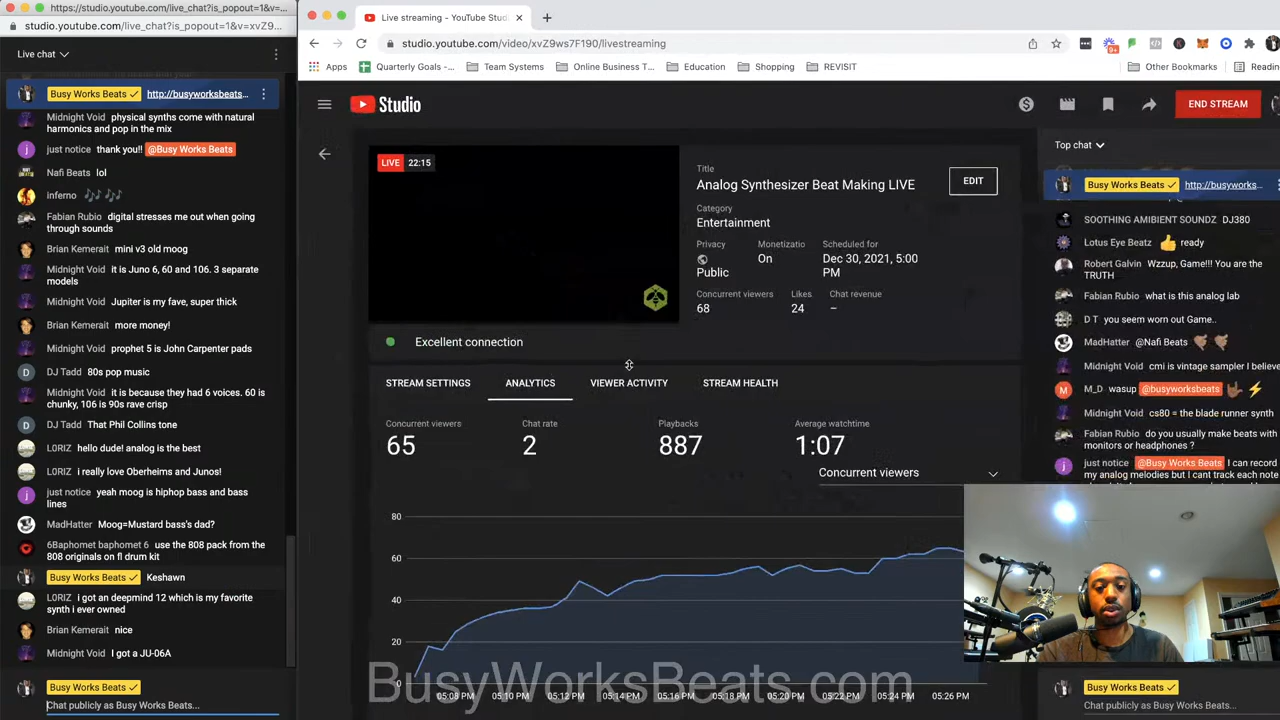 https://studio.youtube.com/live_chat?is_popout=1&v=...
studio.youtube.com/live_chat?is_popout=1&v=xvZ9...
Live chat
Busy Works Beats http://busyworksbeats...
Midnight Void physical synths come with natural
harmonics and pop in the mix
just notice thank you!! @Busy Works Beats
Nafi Beats lol
inferno
Fabian Rubio digital stresses me out when going
through sounds
Brian Kemerait mini v3 old moog
Midnight Void it is Juno 6, 60 and 106. 3 separate
models
Midnight Void Jupiter is my fave, super thick
Brian Kemerait more money!
Midnight Void prophet 5 is John Carpenter pads
D DJ Tadd 80s pop music
Midnight Void it is because they had 6 voices. 60 is
chunky, 106 is 90s rave crisp
D DJ Tadd That Phil Collins tone
L0RIZ hello dude! analog is the best
L0RIZ i really love Oberheims and Junos!
just notice yeah moog is hiphop bass and bass
lines
MadHatter Moog=Mustard bass's dad?
6Baphomet baphomet 6 use the 808 pack from the
808 originals on fl drum kit
Busy Works Beats Keshawn
L0RIZ i got an deepmind 12 which is my favorite
synth i ever owned
Brian Kemerait nice
Midnight Void I got a JU-06A
Busy Works Beats
Chat publicly as Busy Works Beats...
Live streaming - YouTube Stud
studio.youtube.com/video/xvZ9ws7F190/livestreaming
9+
Apps
Quarterly Goals -...
Team Systems
Online Business T...
Education
Shopping
REVISIT
Other Bookmarks
Readin
Studio
END STREAM
LIVE 22:15
Title
Analog Synthesizer Beat Making LIVE
EDIT
Category
Entertainment
Privacy
Public
Monetizatio
On
Scheduled for
Dec 30, 2021, 5:00
PM
Concurrent viewers
68
Likes
24
Chat revenue
–
Excellent connection
STREAM SETTINGS
ANALYTICS
VIEWER ACTIVITY
STREAM HEALTH
Concurrent viewers
65
Chat rate
2
Playbacks
887
Average watchtime
1:07
Concurrent viewers
80
60
40
20
0
05:08 PM 05:10 PM 05:12 PM 05:14 PM 05:16 PM 05:18 PM 05:20 PM 05:22 PM 05:24 PM 05:26 PM
BusyWorksBeats.com
Top chat
Busy Works Beats http://busyworks...
SOOTHING AMIBIENT SOUNDZ DJ380
Lotus Eye Beatz ready
Robert Galvin Wzzup, Game!!! You are the
TRUTH
Fabian Rubio what is this analog lab
D T you seem worn out Game..
MadHatter @Nafi Beats
Midnight Void cmi is vintage sampler I believe
M M_D wasup @busyworksbeats
Midnight Void cs80 = the blade runner synth
Fabian Rubio do you usually make beats with
monitors or headphones ?
just notice @Busy Works Beats I can record
my analog melodies but I cant track each note
Busy Works Beats
Chat publicly as Busy Works Beats...